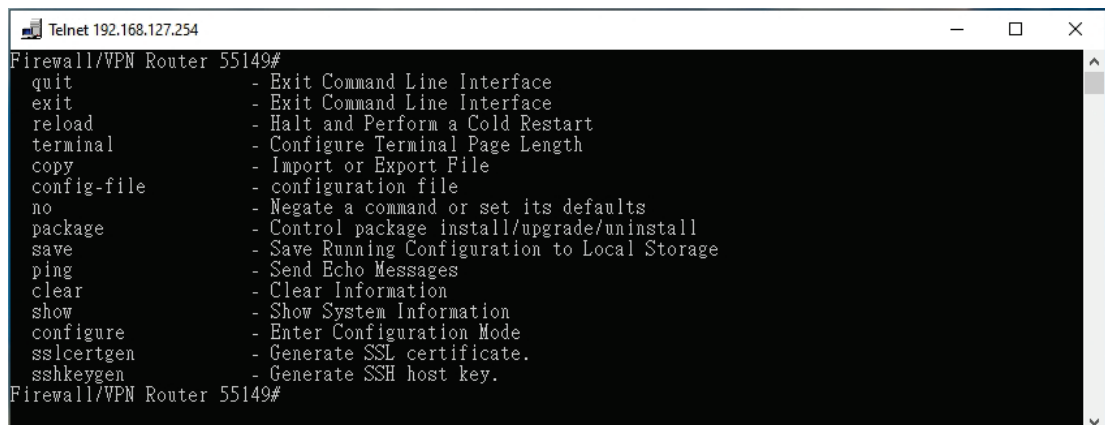 Telnet 192.168.127.254
Firewall/VPN Router 55149#
quit - Exit Command Line Interface
exit - Exit Command Line Interface
reload - Halt and Perform a Cold Restart
terminal - Configure Terminal Page Length
copy - Import or Export File
config-file - configuration file
no - Negate a command or set its defaults
package - Control package install/upgrade/uninstall
save - Save Running Configuration to Local Storage
ping - Send Echo Messages
clear - Clear Information
show - Show System Information
configure - Enter Configuration Mode
sslcertgen - Generate SSL certificate.
sshkeygen - Generate SSH host key.
Firewall/VPN Router 55149#